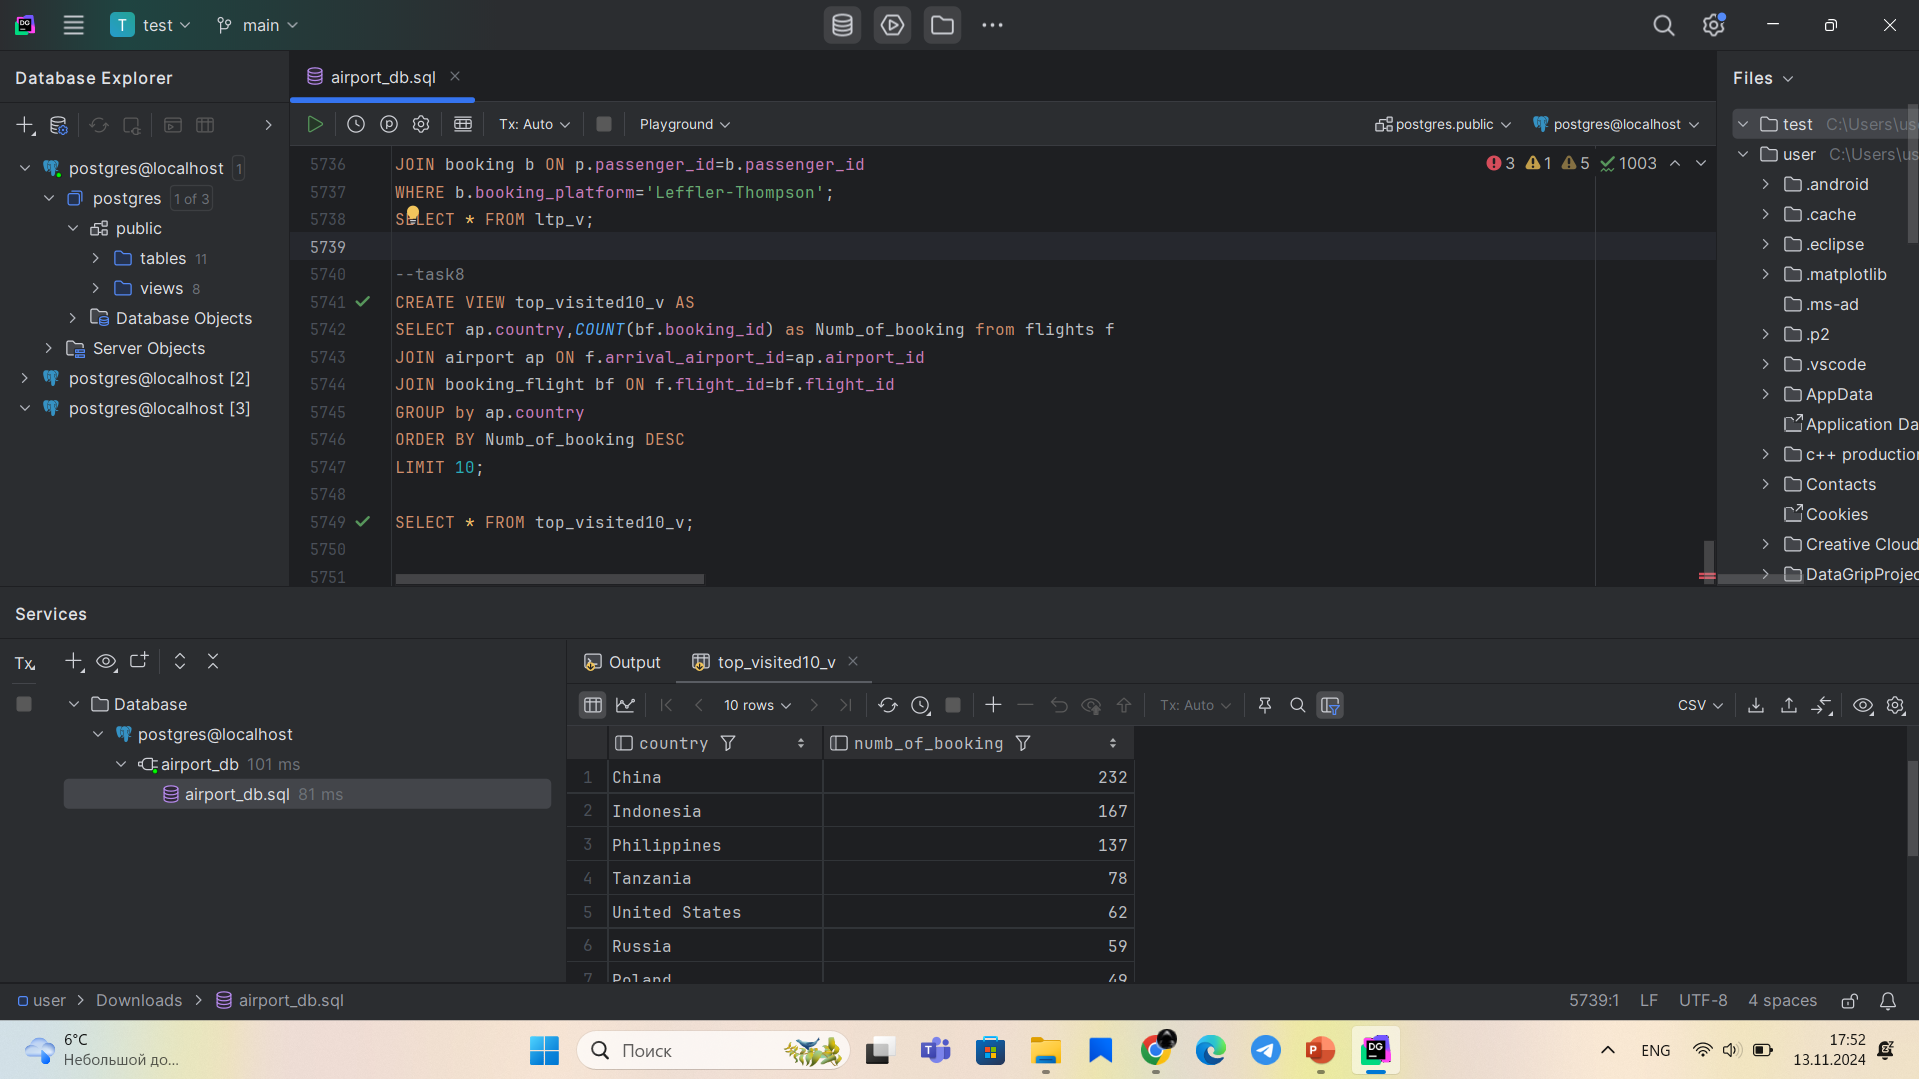 T test main
Database Explorer
airport_db.sql
Files
Tx: Auto
Playground
postgres.public
postgres@localhost
postgres@localhost 1
postgres 1 of 3
public
tables 11
views 8
Database Objects
Server Objects
postgres@localhost [2]
postgres@localhost [3]
5736 JOIN booking b ON p.passenger_id=b.passenger_id
5737 WHERE b.booking_platform='Leffler-Thompson';
5738 SELECT * FROM ltp_v;
5739
5740 --task8
5741 CREATE VIEW top_visited10_v AS
5742 SELECT ap.country,COUNT(bf.booking_id) as Numb_of_booking from flights f
5743 JOIN airport ap ON f.arrival_airport_id=ap.airport_id
5744 JOIN booking_flight bf ON f.flight_id=bf.flight_id
5745 GROUP by ap.country
5746 ORDER BY Numb_of_booking DESC
5747 LIMIT 10;
5748
5749 SELECT * FROM top_visited10_v;
5750
5751
3 1 5 1003
test C:\Users\us
user C:\Users\us
.android
.cache
.eclipse
.matplotlib
.ms-ad
.p2
.vscode
AppData
Application Da
c++ production
Contacts
Cookies
Creative Cloud
DataGripProjec
Services
Tx
Database
postgres@localhost
airport_db 101 ms
airport_db.sql 81 ms
Output
top_visited10_v
10 rows
Tx: Auto
CSV
country numb_of_booking
1 China 232
2 Indonesia 167
3 Philippines 137
4 Tanzania 78
5 United States 62
6 Russia 59
7 Poland 49
user > Downloads > airport_db.sql
5739:1 LF UTF-8 4 spaces
6°C
Небольшой до...
Поиск
ENG
17:52
13.11.2024